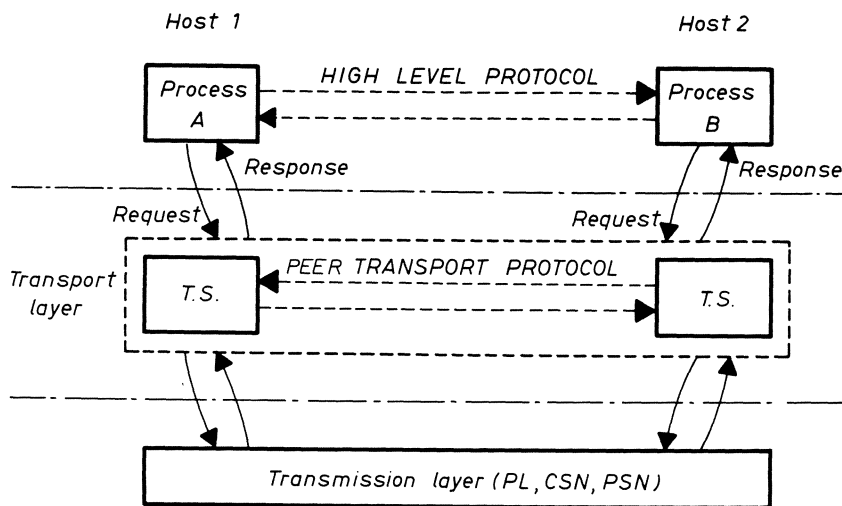 Host 1
Host 2
HIGH LEVEL PROTOCOL
Process
A
Process
B
Response
Response
Request
Request
Transport
layer
PEER TRANSPORT PROTOCOL
T.S.
T.S.
Transmission layer (PL, CSN, PSN)